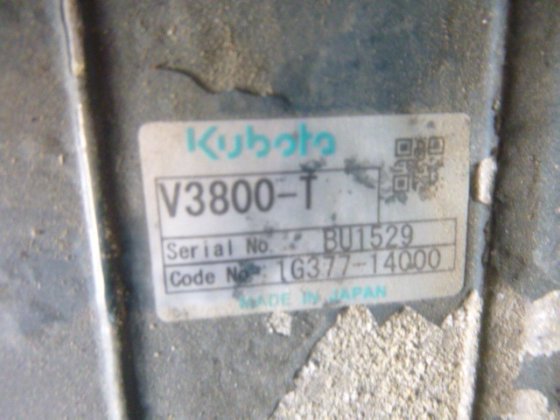 Kubota
V3800-T
Serial No. BU1529
Code No. 1G377-14000
MADE IN JAPAN